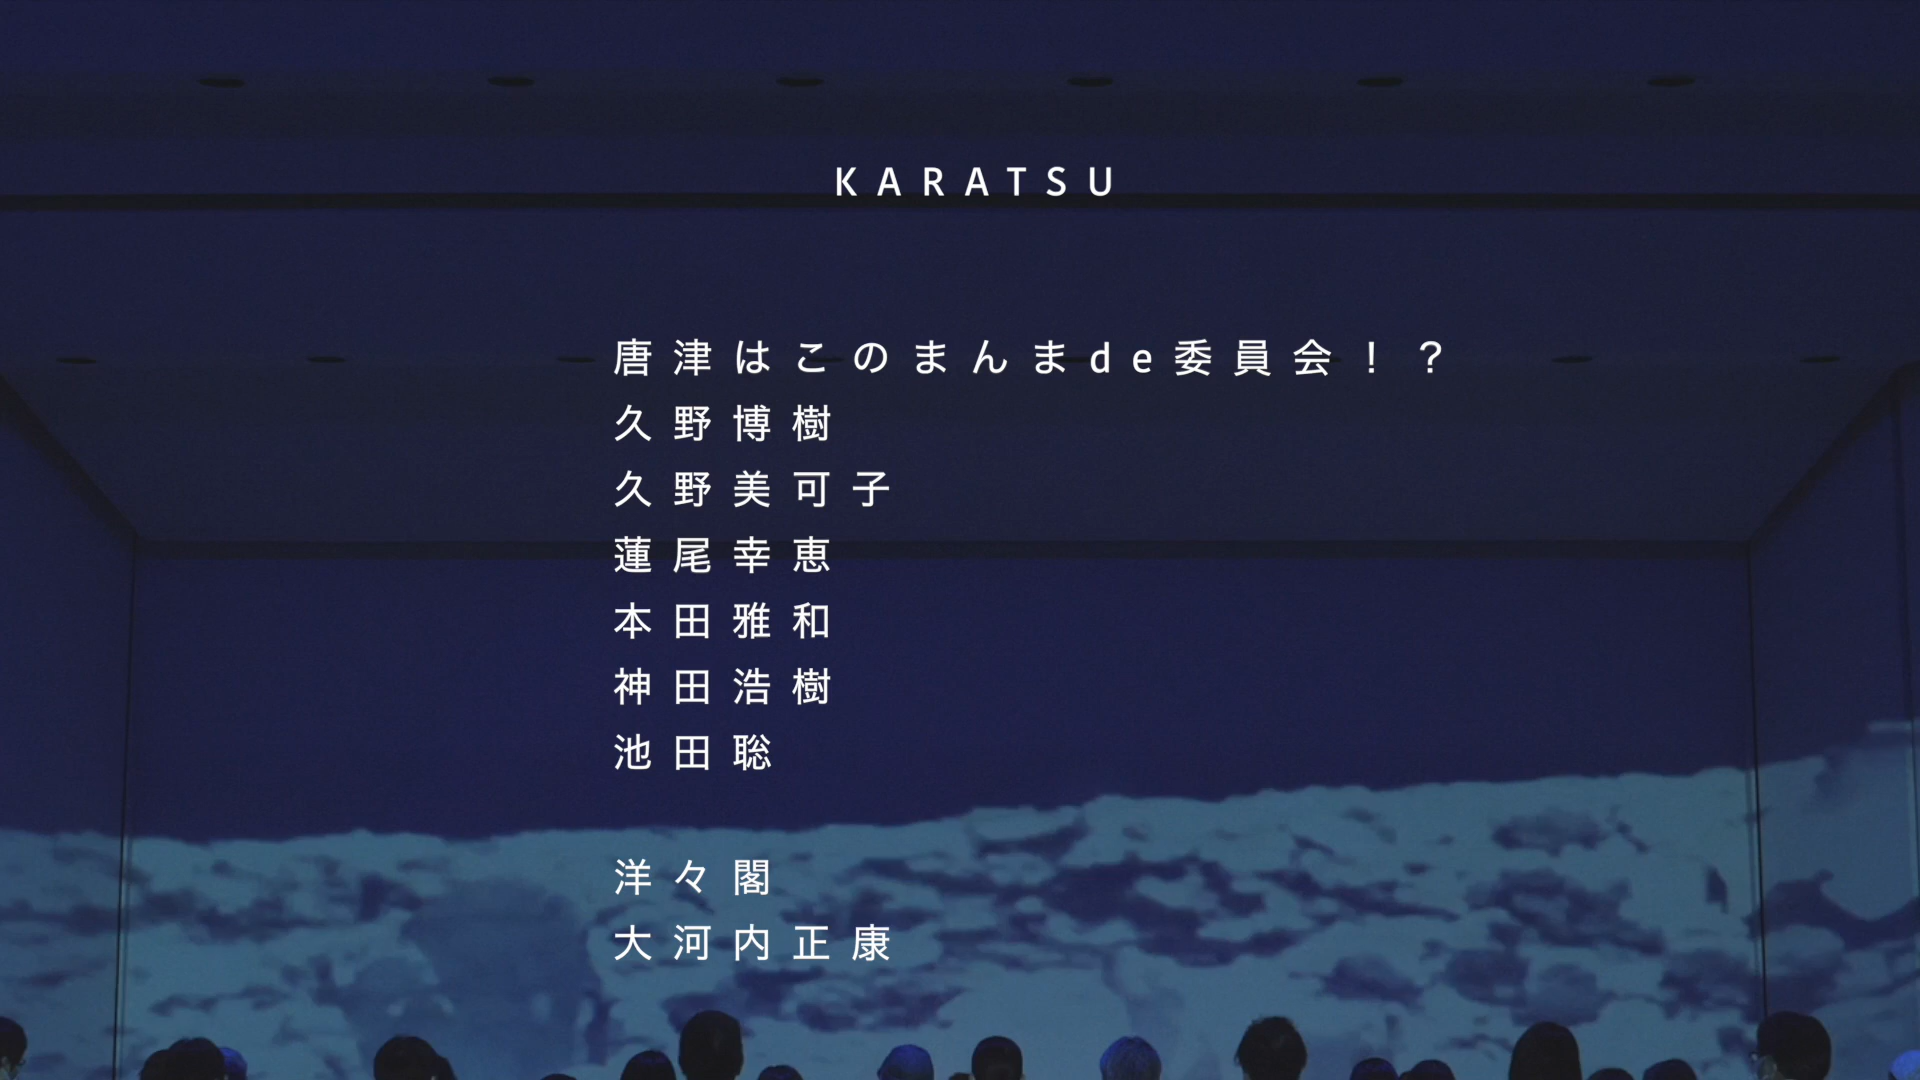 KARATSU
唐津はこのまんまde委員会！？
久野博樹
久野美可子
蓮尾幸恵
本田雅和
神田浩樹
池田聡
洋々閣
大河内正康